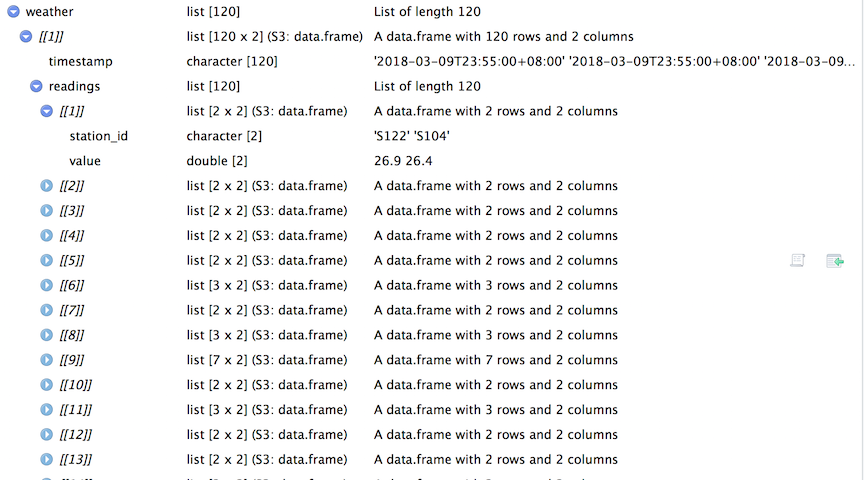 weather list [120] List of length 120
[[1]] list [120 x 2] (S3: data.frame) A data.frame with 120 rows and 2 columns
timestamp character [120] '2018-03-09T23:55:00+08:00' '2018-03-09T23:55:00+08:00' '2018-03-09...
readings list [120] List of length 120
[[1]] list [2 x 2] (S3: data.frame) A data.frame with 2 rows and 2 columns
station_id character [2] 'S122' 'S104'
value double [2] 26.9 26.4
[[2]] list [2 x 2] (S3: data.frame) A data.frame with 2 rows and 2 columns
[[3]] list [2 x 2] (S3: data.frame) A data.frame with 2 rows and 2 columns
[[4]] list [2 x 2] (S3: data.frame) A data.frame with 2 rows and 2 columns
[[5]] list [2 x 2] (S3: data.frame) A data.frame with 2 rows and 2 columns
[[6]] list [3 x 2] (S3: data.frame) A data.frame with 3 rows and 2 columns
[[7]] list [2 x 2] (S3: data.frame) A data.frame with 2 rows and 2 columns
[[8]] list [3 x 2] (S3: data.frame) A data.frame with 3 rows and 2 columns
[[9]] list [7 x 2] (S3: data.frame) A data.frame with 7 rows and 2 columns
[[10]] list [2 x 2] (S3: data.frame) A data.frame with 2 rows and 2 columns
[[11]] list [3 x 2] (S3: data.frame) A data.frame with 3 rows and 2 columns
[[12]] list [2 x 2] (S3: data.frame) A data.frame with 2 rows and 2 columns
[[13]] list [2 x 2] (S3: data.frame) A data.frame with 2 rows and 2 columns